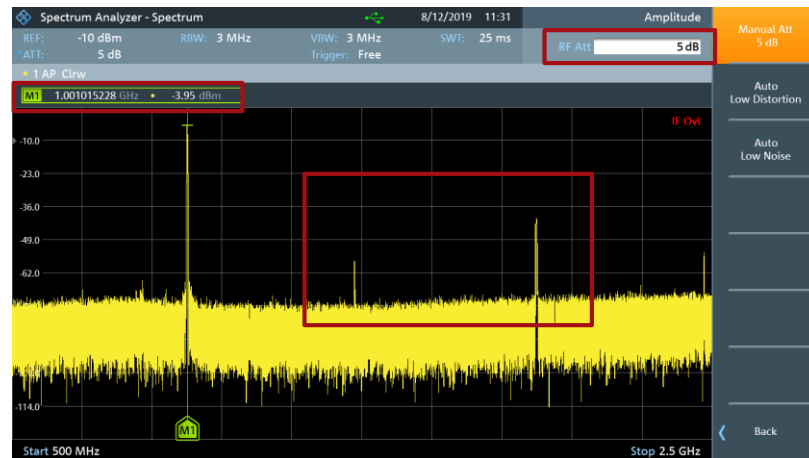 Spectrum Analyzer - Spectrum 8/12/2019 11:31 Amplitude
REF: -10 dBm RBW: 3 MHz VBW: 3 MHz SWT: 25 ms
ATT: 5 dB Trigger: Free
RF Att 5 dB
1 AP Clrw
M1 1.001015228 GHz • -3.95 dBm
IF Ovl
-10.0
-23.0
-36.0
-49.0
-62.0
-114.0
M1
Start 500 MHz Stop 2.5 GHz
Manual Att
5 dB
Auto
Low Distortion
Auto
Low Noise
Back